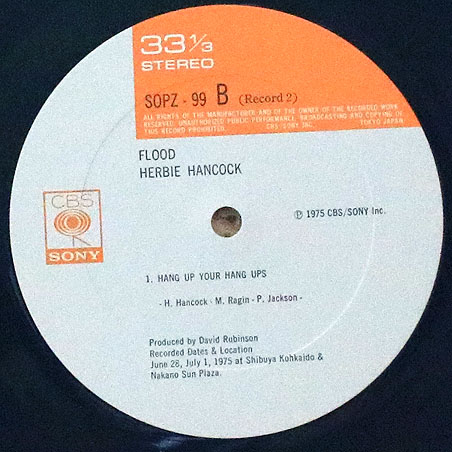 33 1/3
STEREO
SOPZ - 99 B (Record 2)
ALL RIGHTS OF THE MANUFACTURER AND OF THE OWNER OF THE RECORDED WORK
RESERVED. UNAUTHORIZED PUBLIC PERFORMANCE, BROADCASTING AND COPYING OF
THIS RECORD PROHIBITED. CBS/SONY INC. TOKYO JAPAN
FLOOD
HERBIE HANCOCK
CBS
SONY
℗ 1975 CBS/SONY Inc.
1. HANG UP YOUR HANG UPS
- H. Hancock - M. Ragin - P. Jackson -
Produced by David Rubinson
Recorded Dates & Location
June 28, July 1, 1975 at Shibuya Kohkaido &
Nakano Sun Plaza.